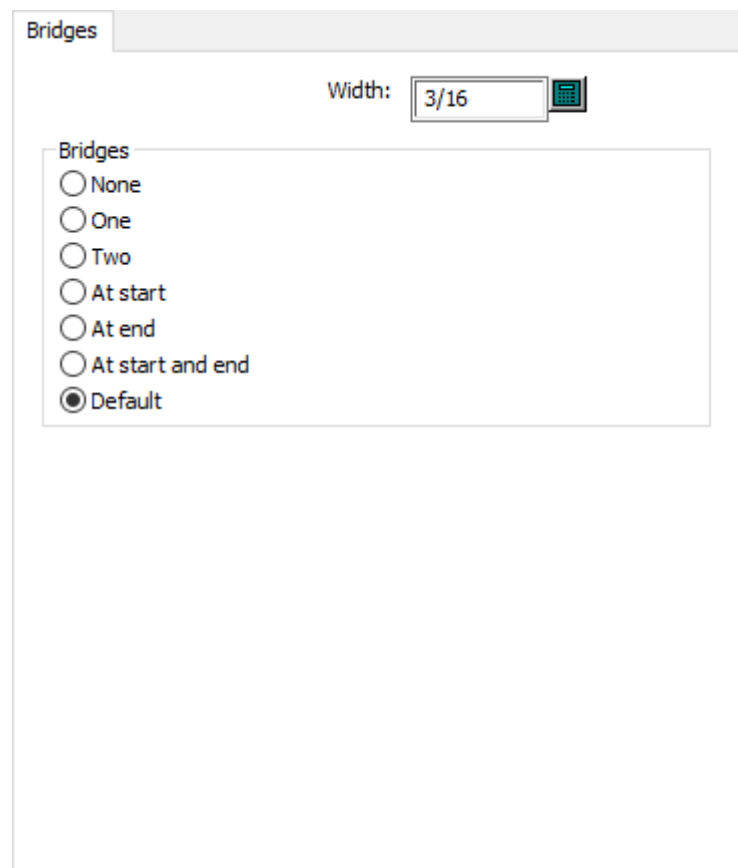 Bridges
Width: 3/16
Bridges
None
One
Two
At start
At end
At start and end
Default